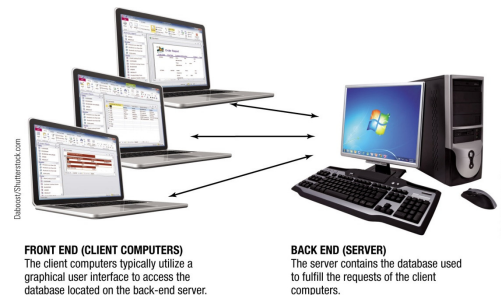 Daboost/Shutterstock.com
FRONT END (CLIENT COMPUTERS)
The client computers typically utilize a
graphical user interface to access the
database located on the back-end server.
BACK END (SERVER)
The server contains the database used
to fulfill the requests of the client
computers.